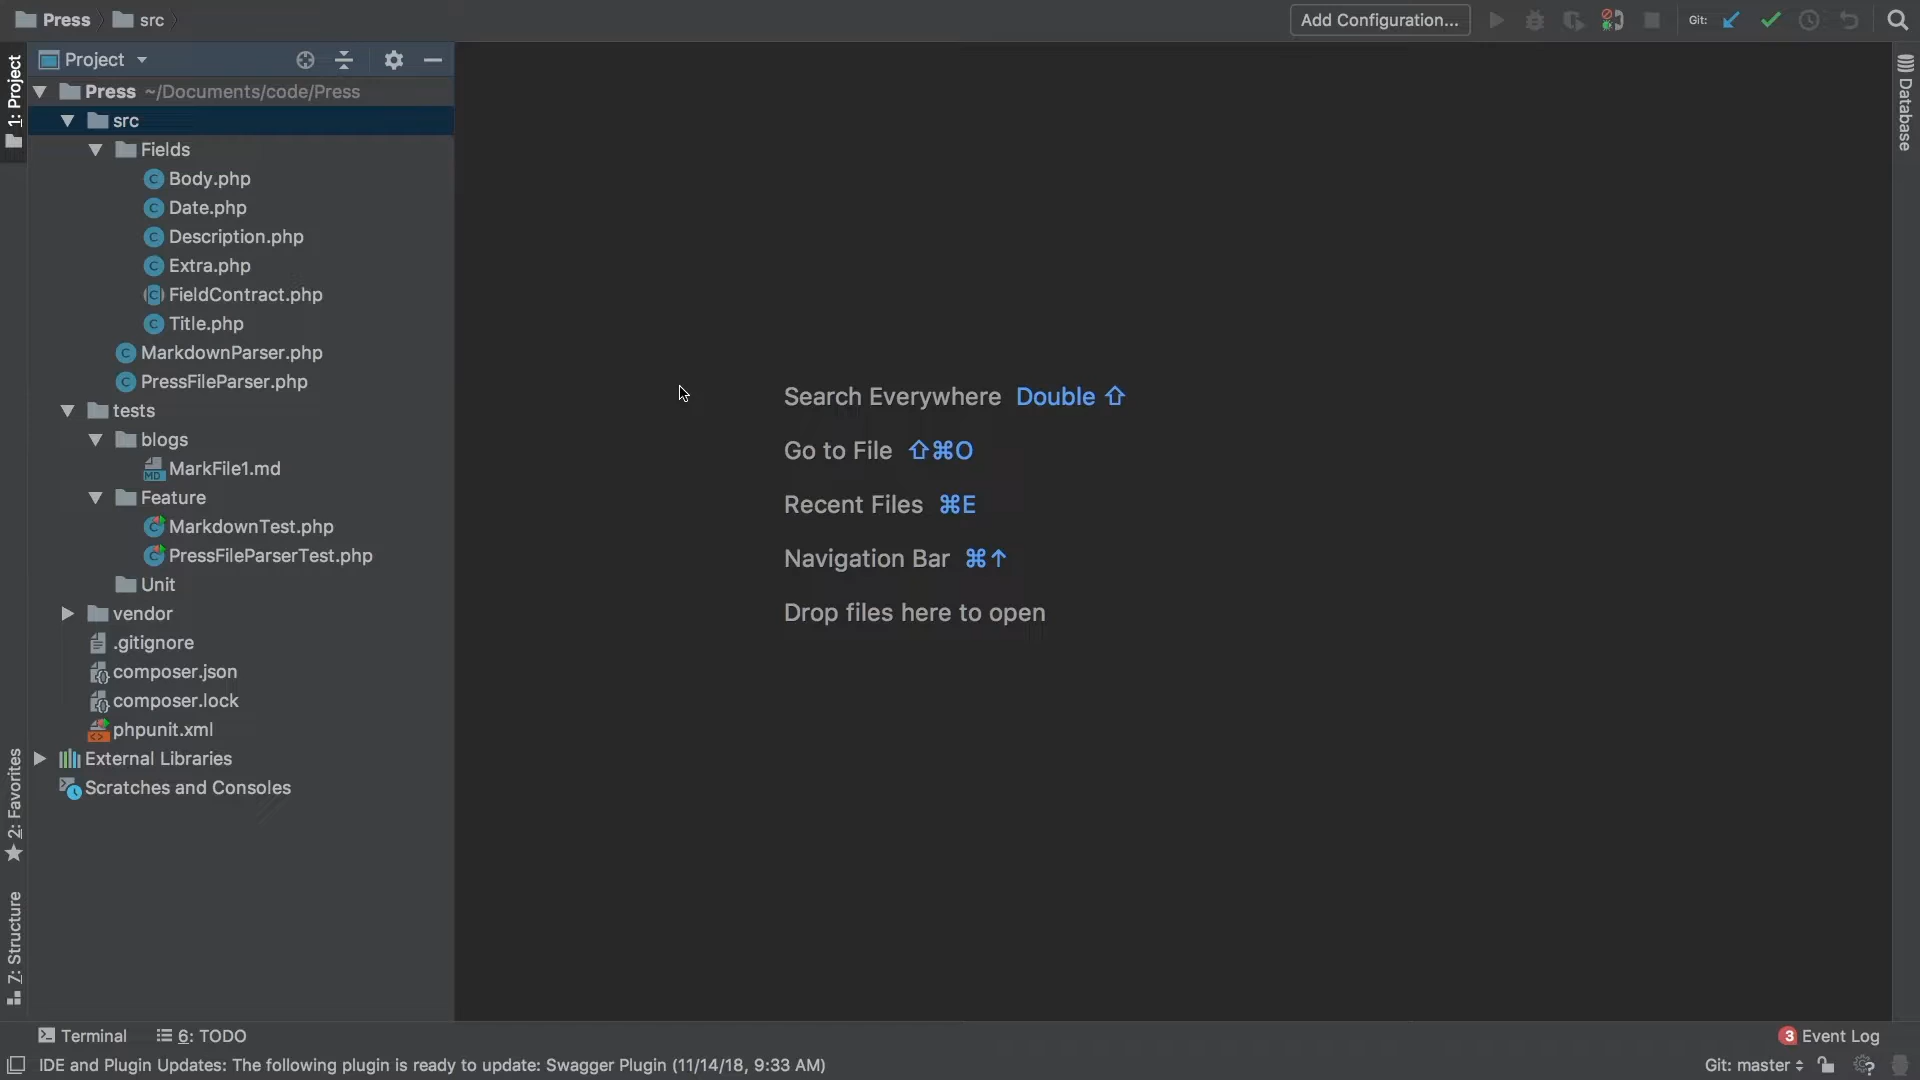 Press
src
Add Configuration...
Git:
1: Project
Project
Press ~/Documents/code/Press
src
Fields
Body.php
Date.php
Description.php
Extra.php
FieldContract.php
Title.php
MarkdownParser.php
PressFileParser.php
tests
blogs
MarkFile1.md
Feature
MarkdownTest.php
PressFileParserTest.php
Unit
vendor
.gitignore
composer.json
composer.lock
phpunit.xml
External Libraries
Scratches and Consoles
Search Everywhere Double ⇧
Go to File ⇧⌘O
Recent Files ⌘E
Navigation Bar ⌘↑
Drop files here to open
Database
2: Favorites
7: Structure
Terminal
6: TODO
3 Event Log
IDE and Plugin Updates: The following plugin is ready to update: Swagger Plugin (11/14/18, 9:33 AM)
Git: master